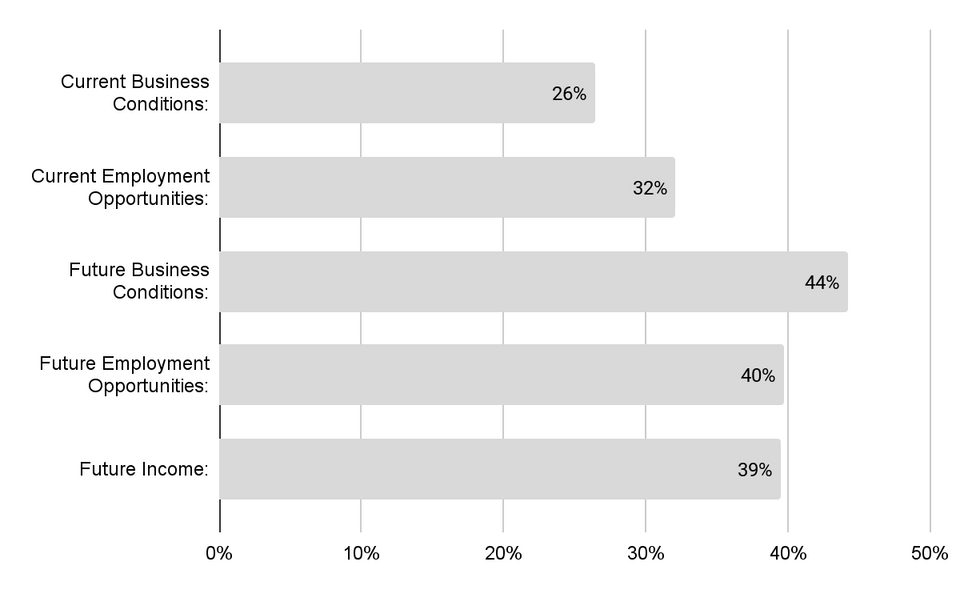 Current Business
Conditions:
26%
Current Employment
Opportunities:
32%
Future Business
Conditions:
44%
Future Employment
Opportunities:
40%
Future Income:
39%
0%
10%
20%
30%
40%
50%